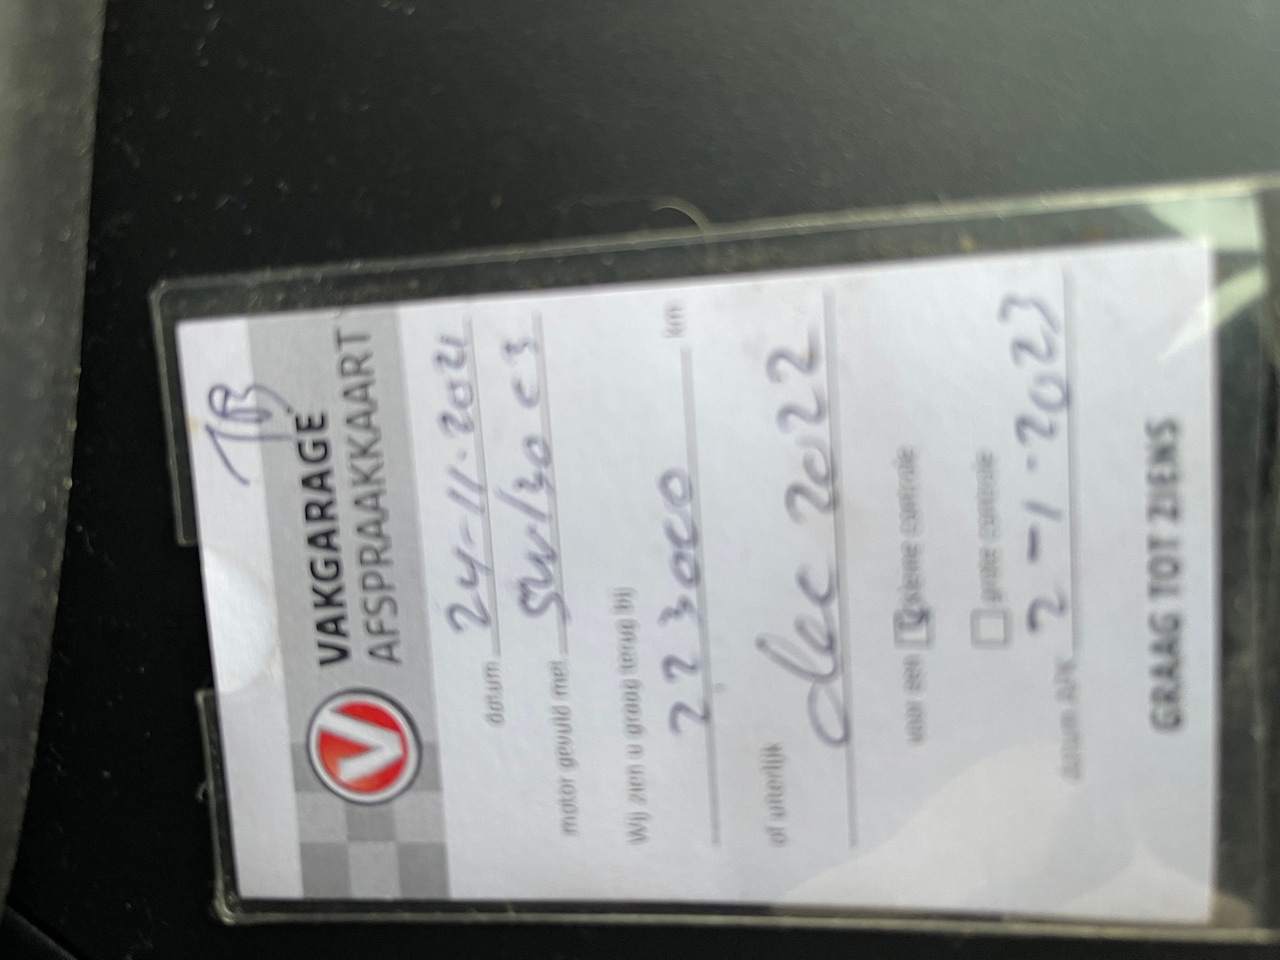 TB
VAKGARAGE
AFSPRAAKKAART
datum 24-11-2021
motor gevuld met 5W/30 C3
Wij zien u graag terug bij
223000 km
of uiterlijk
dec 2022
voor een kleine controle
grote controle
datum APK 2-1-2023
GRAAG TOT ZIENS